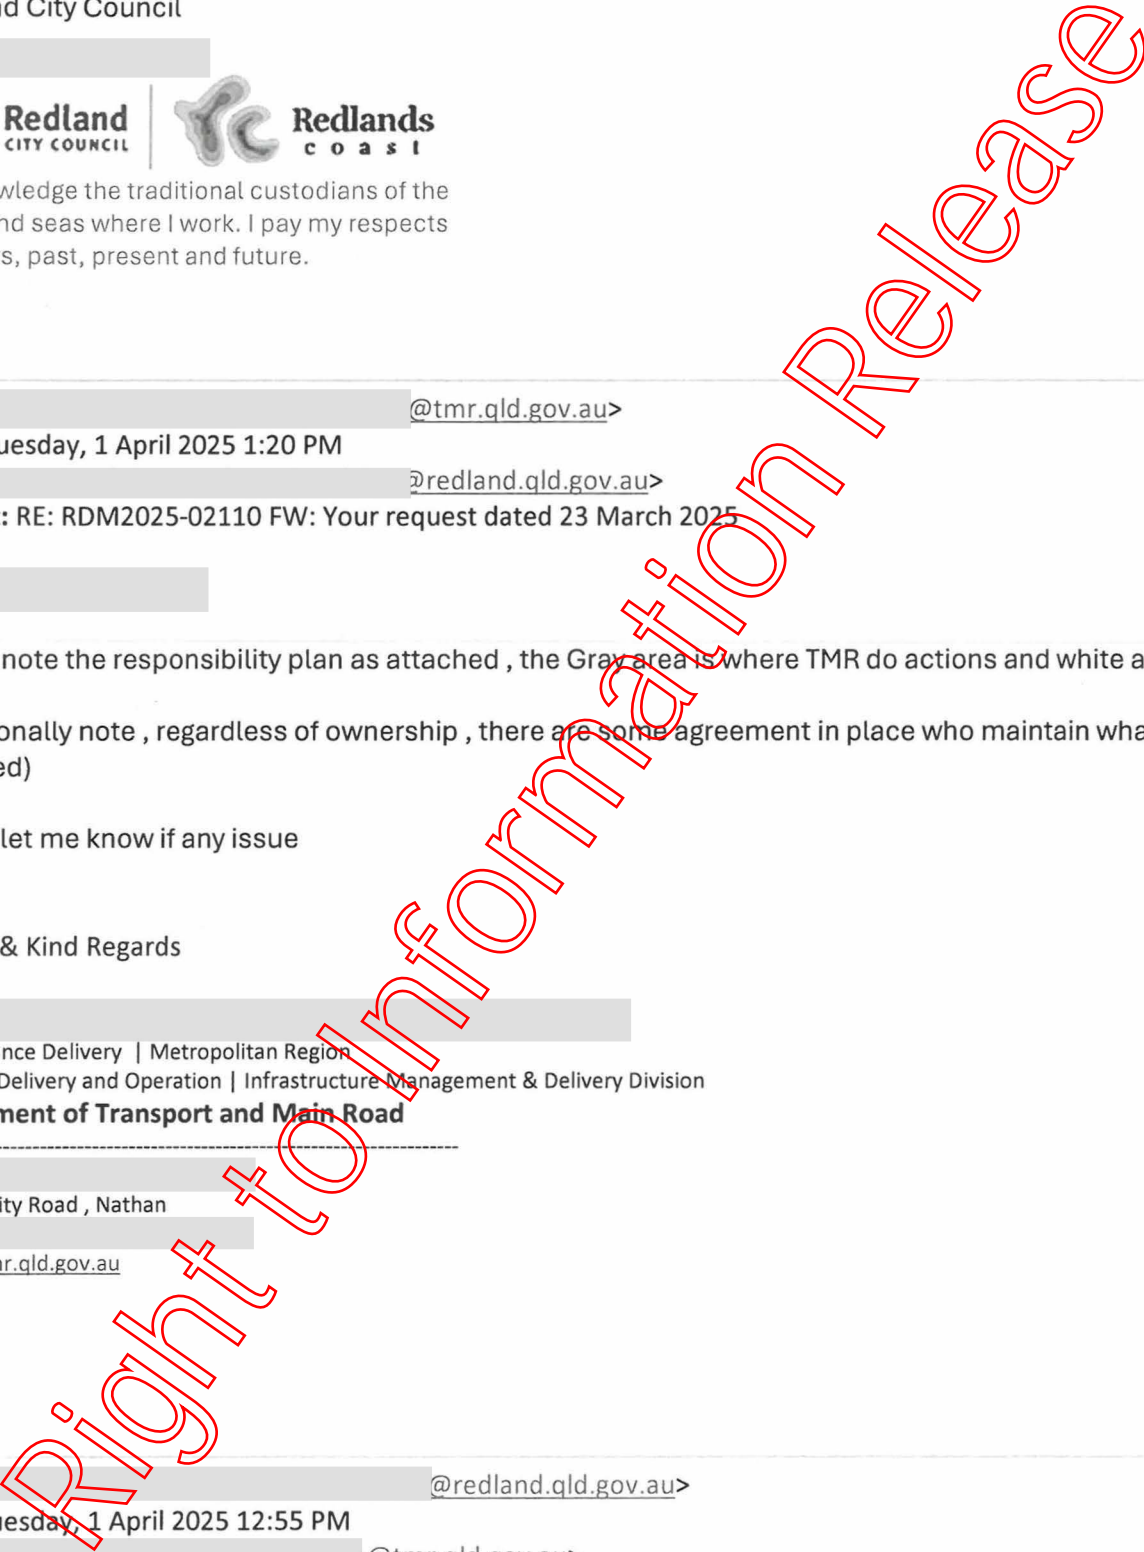 d City Council
Redland
CITY COUNCIL
Redlands
coast
wledge the traditional custodians of the
nd seas where I work. I pay my respects
s, past, present and future.
@tmr.qld.gov.au>
uesday, 1 April 2025 1:20 PM
@redland.qld.gov.au>
: RE: RDM2025-02110 FW: Your request dated 23 March 2025
note the responsibility plan as attached , the Gray area is where TMR do actions and white a
onally note , regardless of ownership , there are some agreement in place who maintain wha
ed)
let me know if any issue
& Kind Regards
nce Delivery | Metropolitan Region
Delivery and Operation | Infrastructure Management & Delivery Division
ment of Transport and Main Road
ity Road , Nathan
r.qld.gov.au
@redland.qld.gov.au>
uesday, 1 April 2025 12:55 PM
@tmr.qld.gov.au>
Right to Information Release